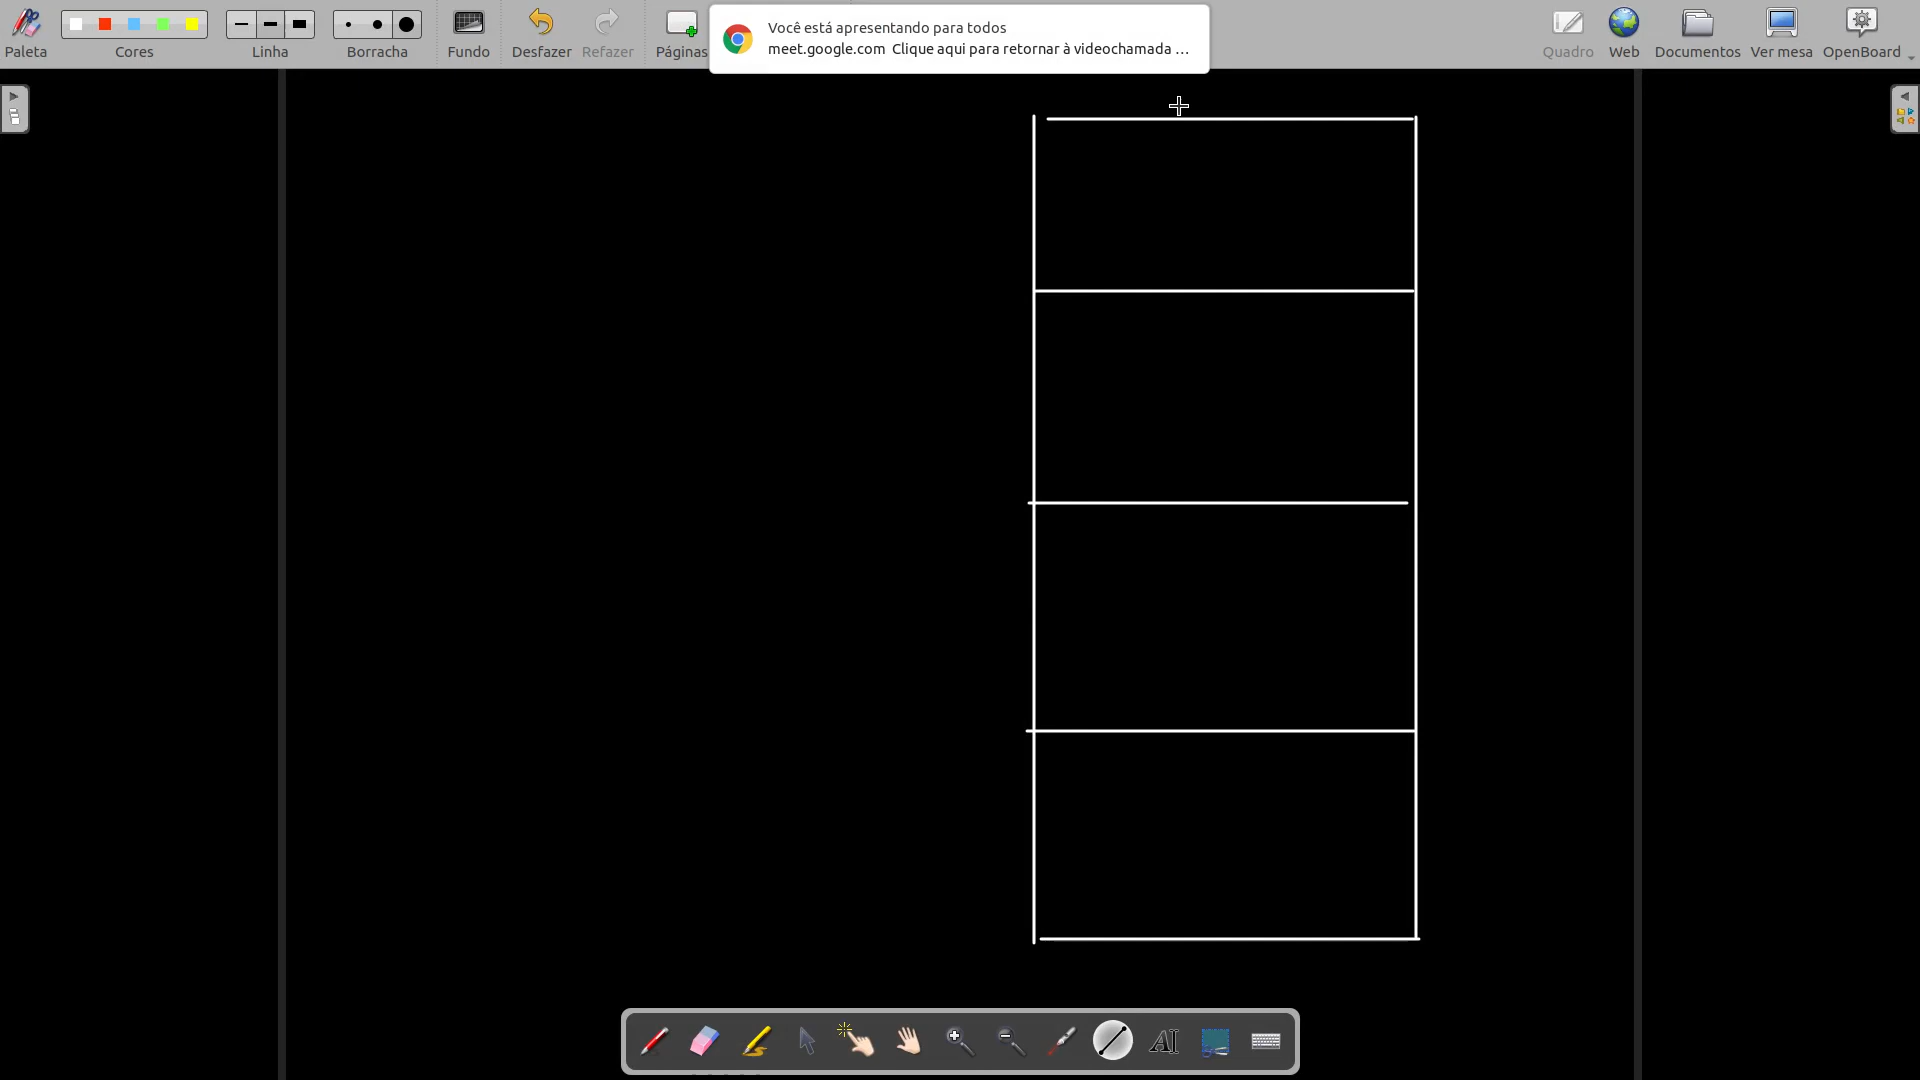 Você está apresentando para todos
meet.google.com Clique aqui para retornar à videochamada ...
Paleta
Cores
Linha
Borracha
Fundo
Desfazer
Refazer
Páginas
Quadro
Web
Documentos
Ver mesa
OpenBoard
AI